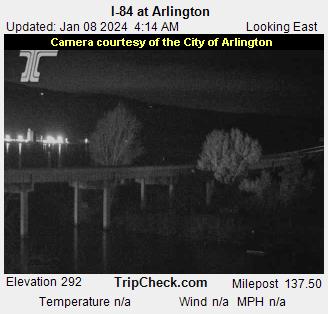 I-84 at Arlington
Updated: Jan 08 2024 4:14 AM Looking East
Camera courtesy of the City of Arlington
Elevation 292 TripCheck.com Milepost 137.50
Temperature n/a Wind n/a MPH n/a